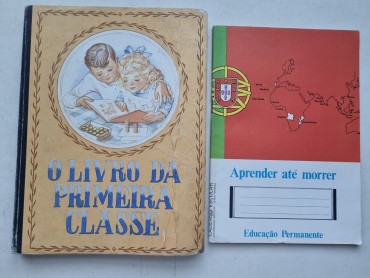 O LIVRO DA
PRIMEIRA
CLASSE
Aprender até morrer
Educação Permanente